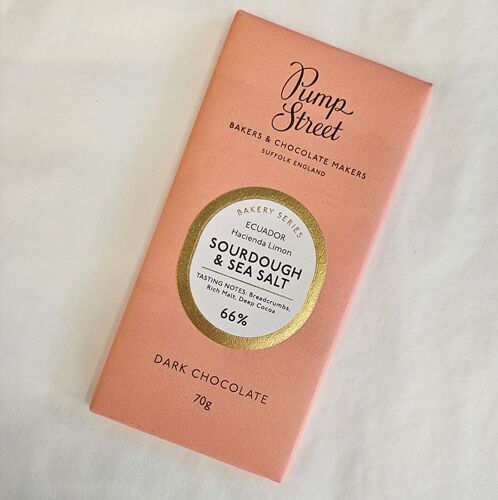 Pump
Street
BAKERS & CHOCOLATE MAKERS
SUFFOLK ENGLAND
BAKERY SERIES
ECUADOR
Hacienda Limon
SOURDOUGH
& SEA SALT
TASTING NOTES: Breadcrumbs,
Rich Malt, Deep Cocoa
66%
DARK CHOCOLATE
70g